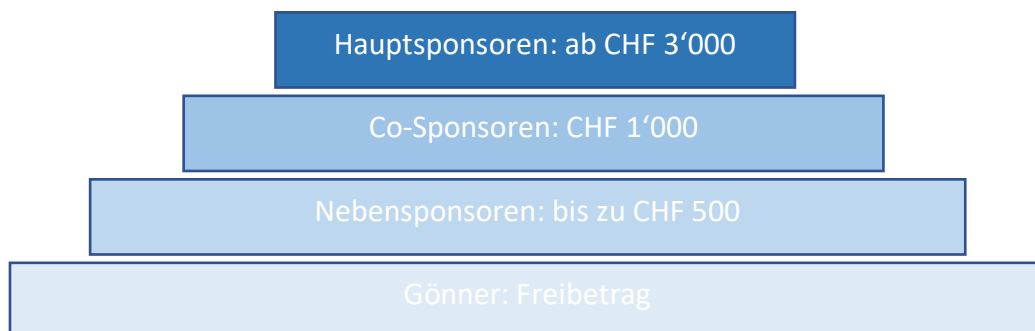 Hauptsponsoren: ab CHF 3‘000
Co-Sponsoren: CHF 1‘000
Nebensponsoren: bis zu CHF 500
Gönner: Freibetrag